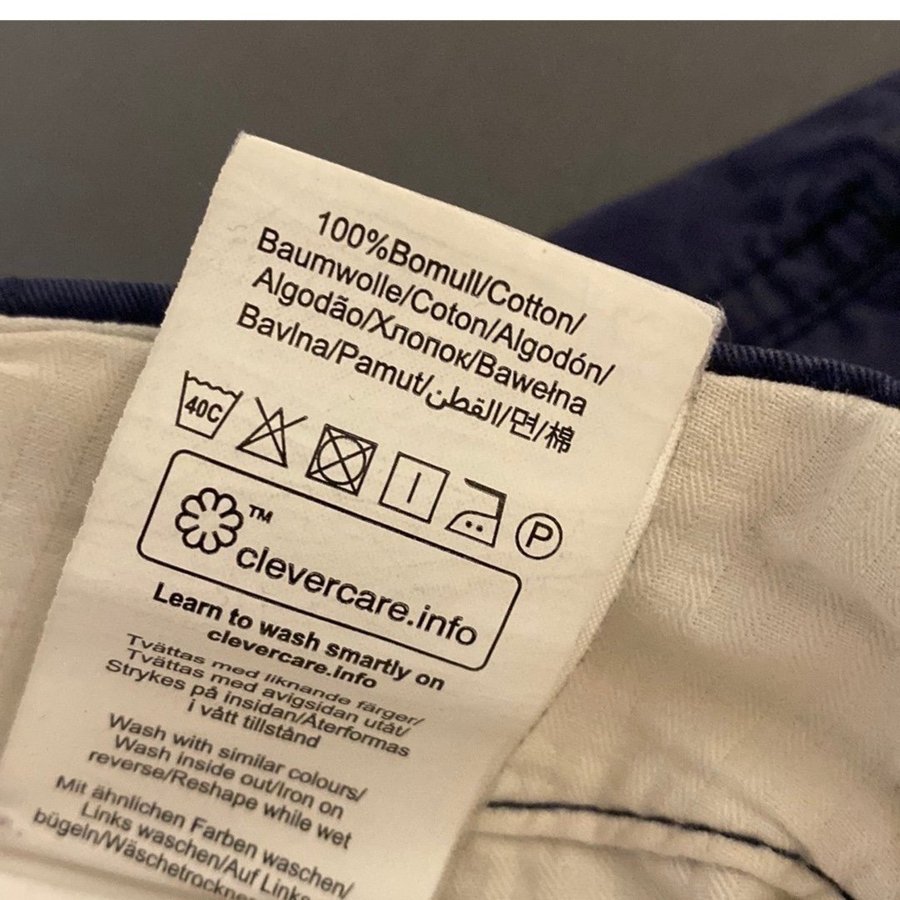 100%Bomull/Cotton/
Baumwolle/Coton/Algodón/
Algodão/Хлопок/Bawełna
Bavlna/Pamut/القطن/면/棉
40C
I
P
TM
clevercare.info
Learn to wash smartly on
clevercare.info
Tvättas med liknande färger/
Tvättas med avigsidan utåt/
Strykes på insidan/Återformas
i vått tillstånd
Wash with similar colours/
Wash inside out/Iron on
reverse/Reshape while wet
Mit ähnlichen Farben waschen/
Links waschen/Auf Links